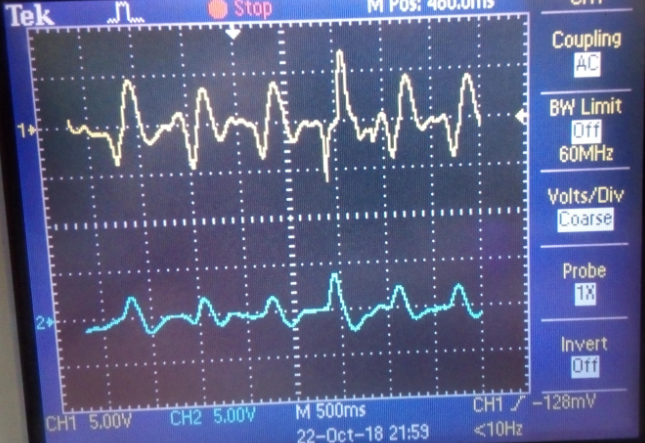 Tek
Stop
M Pos: 460.0ms
CH1
Coupling
AC
BW Limit
Off
60MHz
Volts/Div
Coarse
Probe
1X
Invert
Off
1
2
CH1 5.00V CH2 5.00V M 500ms CH1 -128mV
22-Oct-18 21:59 <10Hz